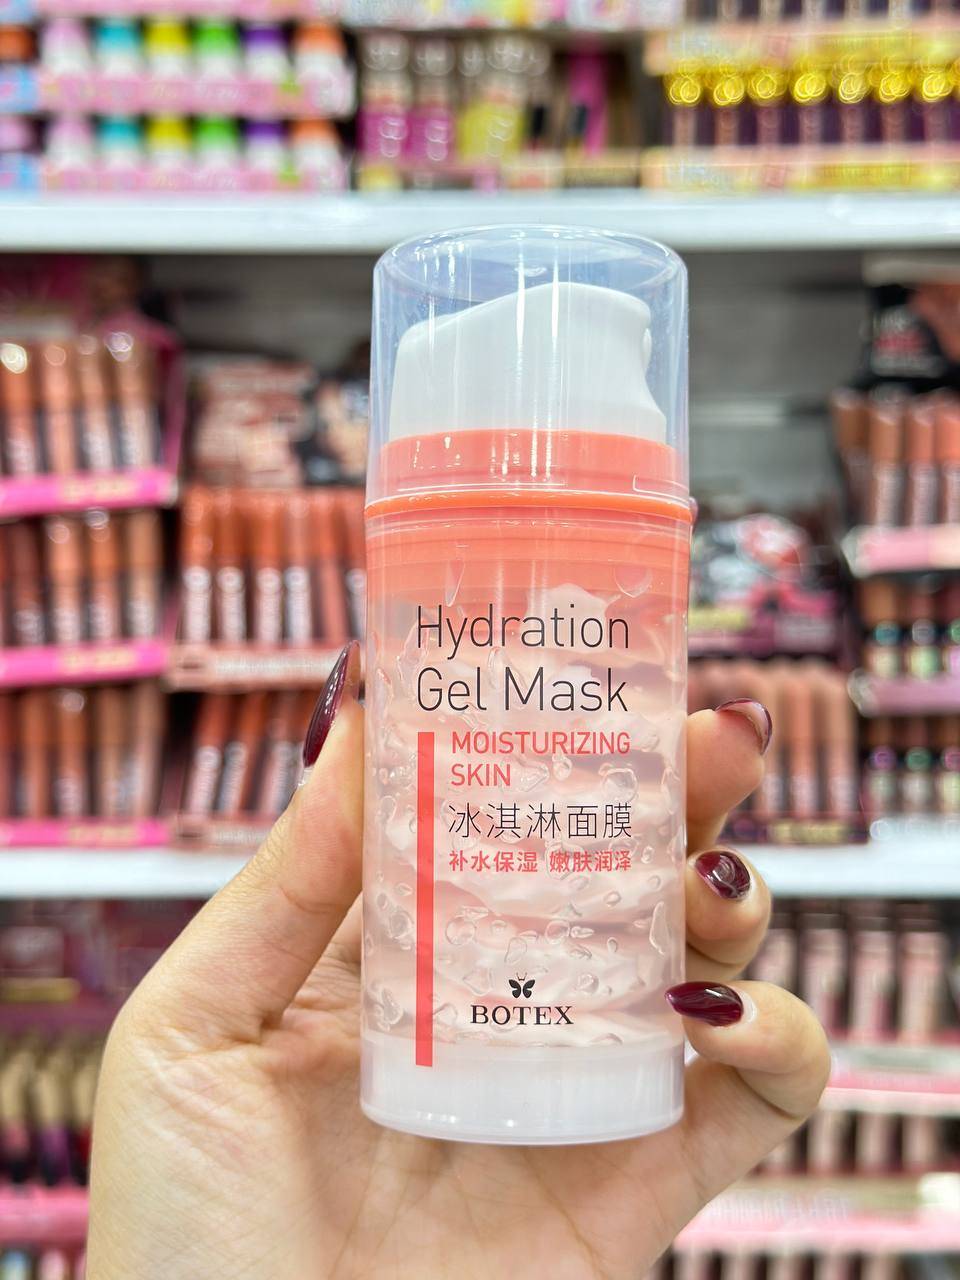 Hydration
Gel Mask
MOISTURIZING
SKIN
冰淇淋面膜
补水保湿 嫩肤润泽
BOTEX